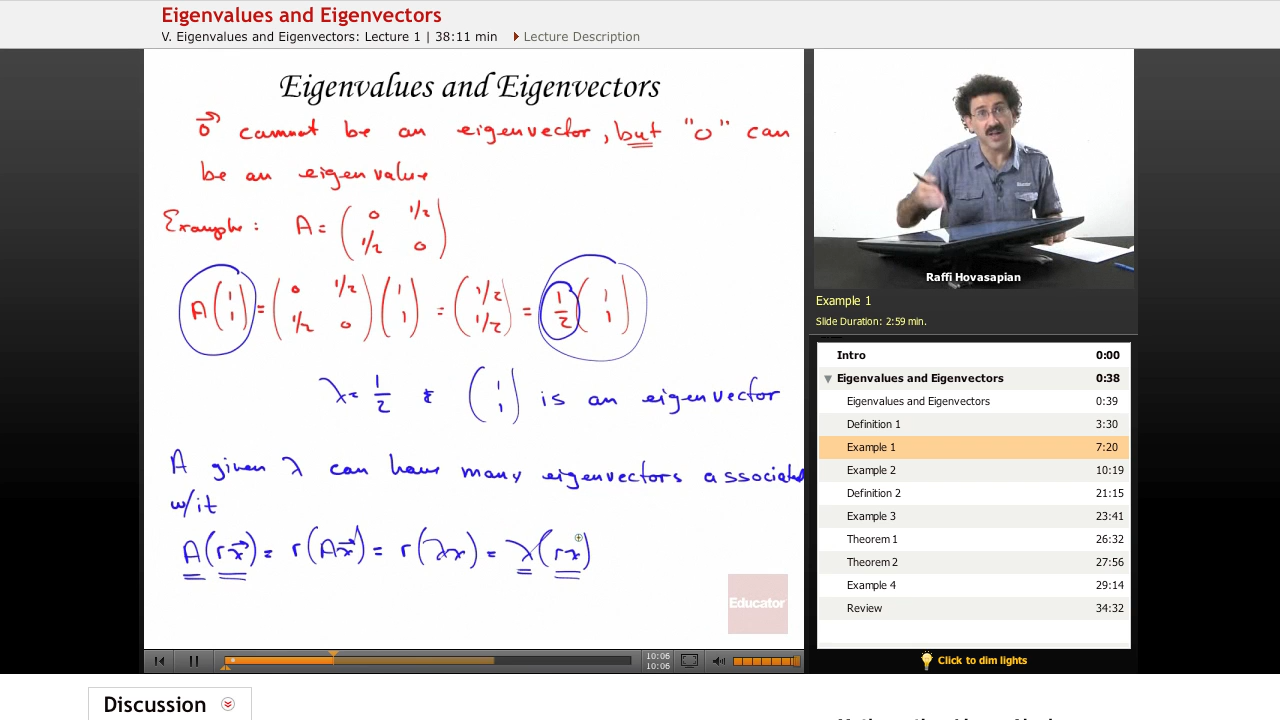 Eigenvalues and Eigenvectors
V. Eigenvalues and Eigenvectors: Lecture 1 | 38:11 min Lecture Description
Eigenvalues and Eigenvectors
0⃗ cannot be an eigenvector, but "0" can
be an eigenvalue
Example: A = (0 1/2; 1/2 0)
A(1; 1) = (0 1/2; 1/2 0)(1; 1) = (1/2; 1/2) = 1/2 (1; 1)
λ = 1/2 & (1; 1) is an eigenvector
A given λ can have many eigenvectors associated
w/it
A(rx⃗) = r(Ax⃗) = r(λx) = λ(rx)
Educator
10:06
10:06
Raffi Hovasapian
Example 1
Slide Duration: 2:59 min.
Intro 0:00
Eigenvalues and Eigenvectors 0:38
Eigenvalues and Eigenvectors 0:39
Definition 1 3:30
Example 1 7:20
Example 2 10:19
Definition 2 21:15
Example 3 23:41
Theorem 1 26:32
Theorem 2 27:56
Example 4 29:14
Review 34:32
Click to dim lights
Discussion